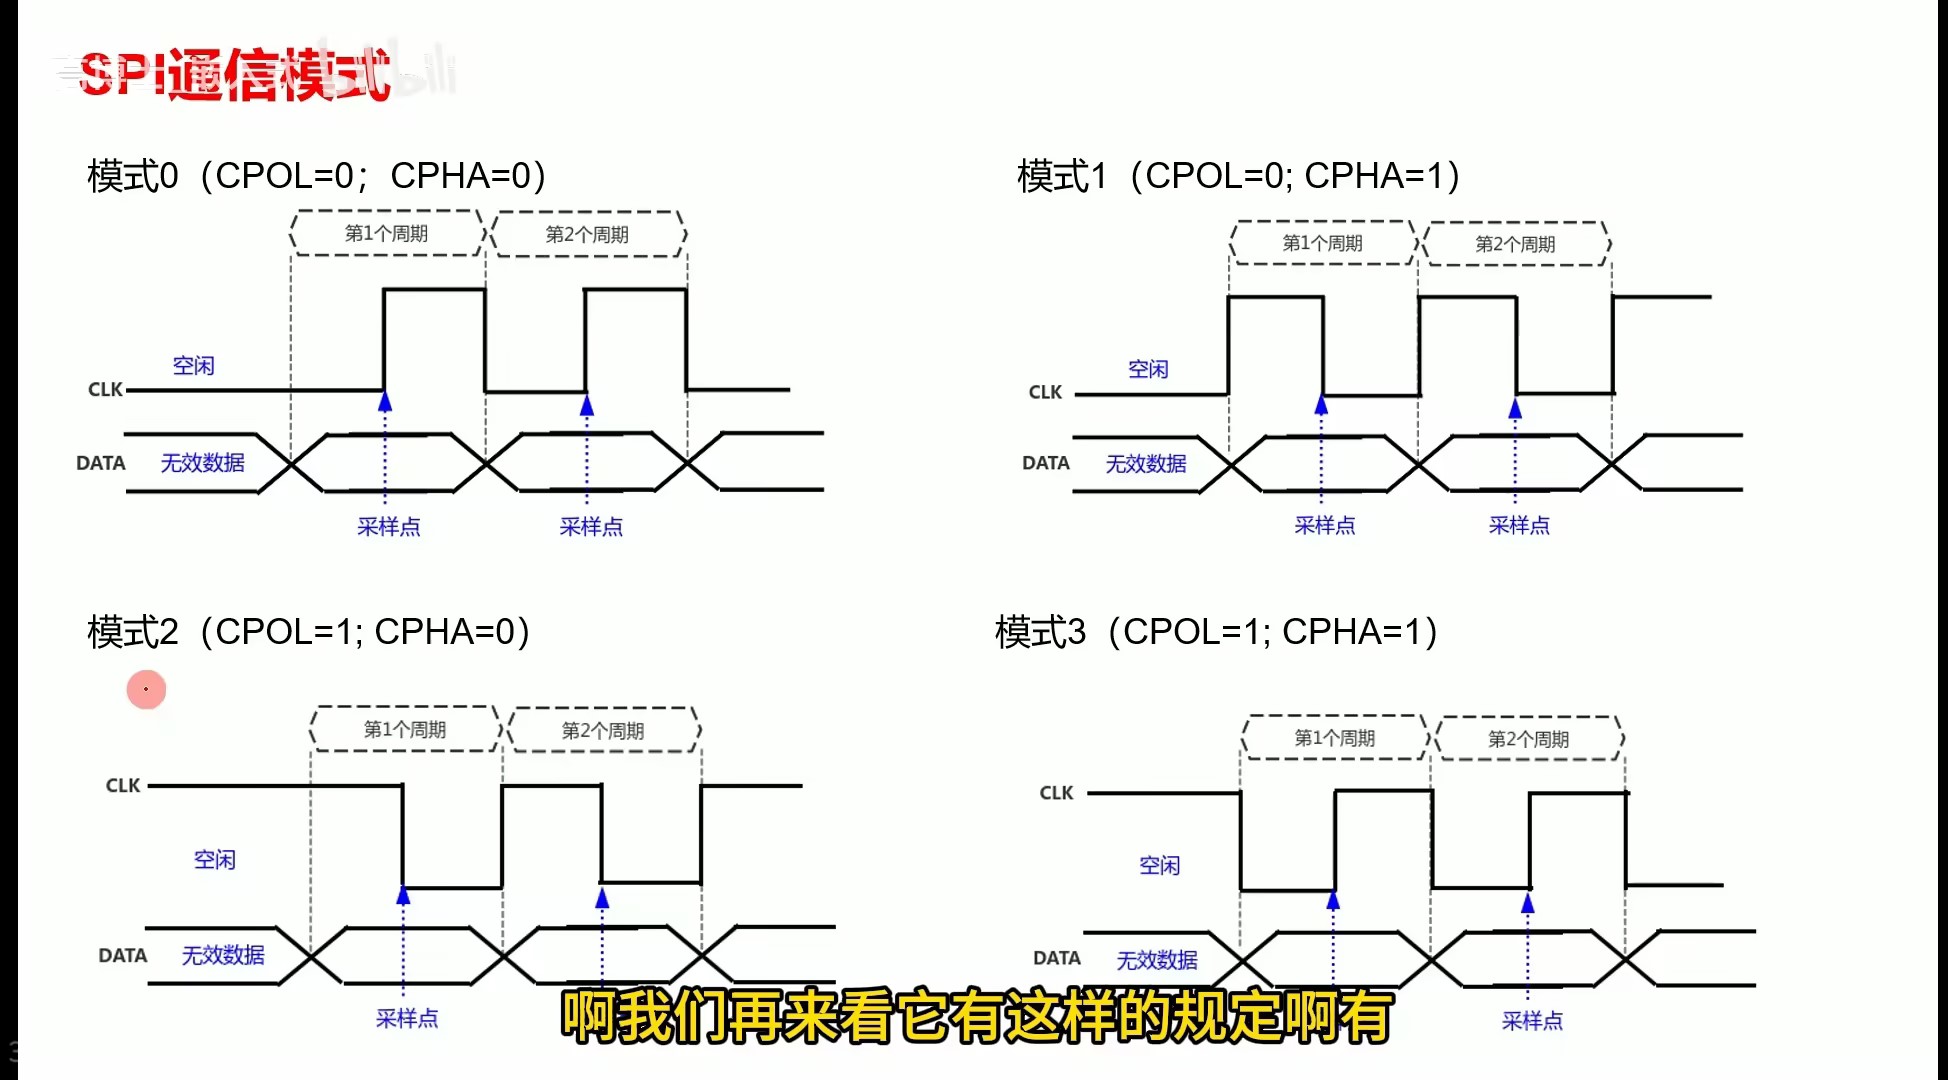 SPI通信模式
bilibili
模式0（CPOL=0；CPHA=0）
第1个周期
第2个周期
空闲
CLK
DATA
无效数据
采样点
采样点
模式1（CPOL=0; CPHA=1）
第1个周期
第2个周期
空闲
CLK
DATA
无效数据
采样点
采样点
模式2（CPOL=1; CPHA=0）
第1个周期
第2个周期
CLK
空闲
DATA
无效数据
采样点
模式3（CPOL=1; CPHA=1）
第1个周期
第2个周期
CLK
空闲
DATA
无效数据
采样点
啊我们再来看它有这样的规定啊有